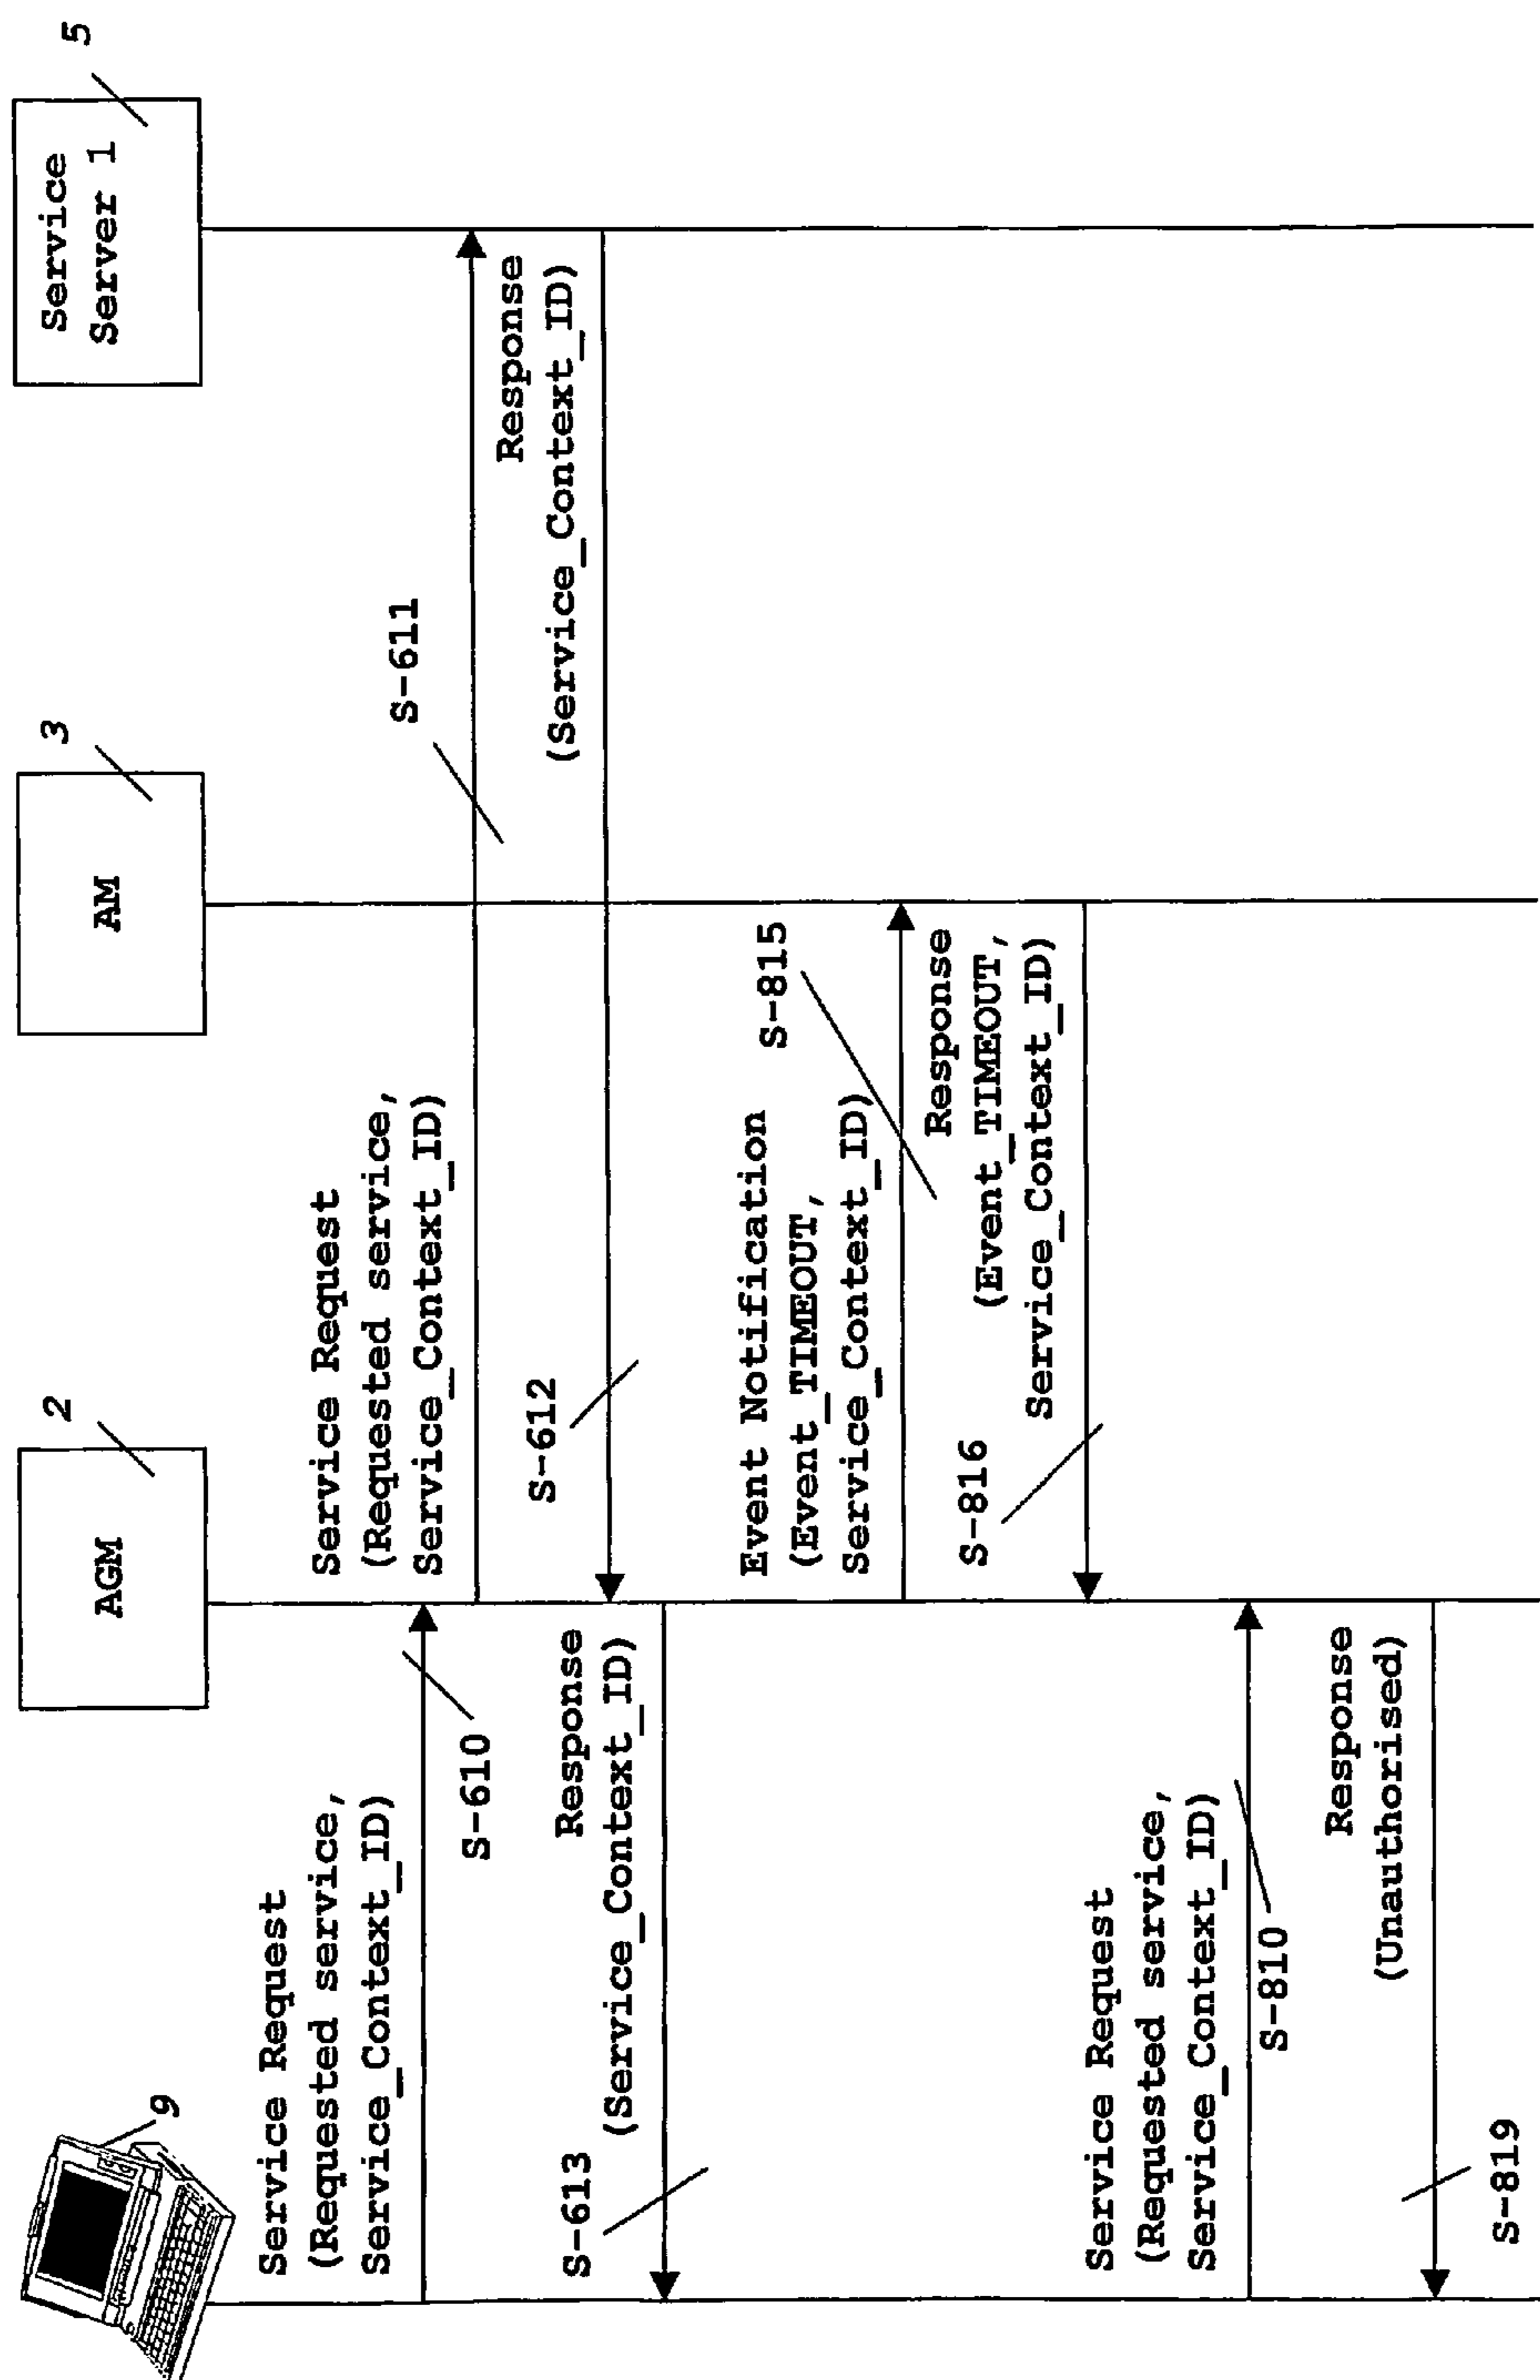 9
AGM
2
AM
3
Service
Server 1
5
Service Request
(Requested service,
Service_Context_ID)
S-610
Service Request
(Requested service,
Service_Context_ID)
S-611
Response
(Service_Context_ID)
S-612
Response
(Service_Context_ID)
S-613
Event Notification
(Event_TIMEOUT,
Service_Context_ID)
S-815
Response
(Event_TIMEOUT,
Service_Context_ID)
S-816
Service Request
(Requested service,
Service_Context_ID)
S-810
Response
(Unauthorised)
S-819